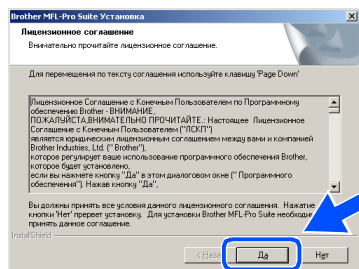 Brother MFL-Pro Suite Установка
Лицензионное соглашение
Внимательно прочитайте лицензионное соглашение.
Для перемещения по тексту соглашения используйте клавишу 'Page Down'
Лицензионное Соглашение с Конечным Пользователем по Программному
обеспечению Brother - ВНИМАНИЕ.
ПОЖАЛУЙСТА,ВНИМАТЕЛЬНО ПРОЧИТАЙТЕ.: Настоящее Лицензионное
Соглашение с Конечным Пользователем ("ЛСКП")
является юридическим лицензионным соглашением между вами и компанией
Brother Industries, Ltd. (" Brother"),
которое регулирует ваше использование программного обеспечения Brother,
которое будет установлено,
если вы нажмете кнопку "Да" в этом диалоговом окне (" Программного
обеспечения"). Нажав кнопку "Да",
Вы должны принять все условия данного лицензионного соглашения. Нажатие
кнопки 'Нет' прервет установку. Для установки Brother MFL-Pro Suite необходимо
принять данное соглашение.
InstallShield
< Назад Да Нет